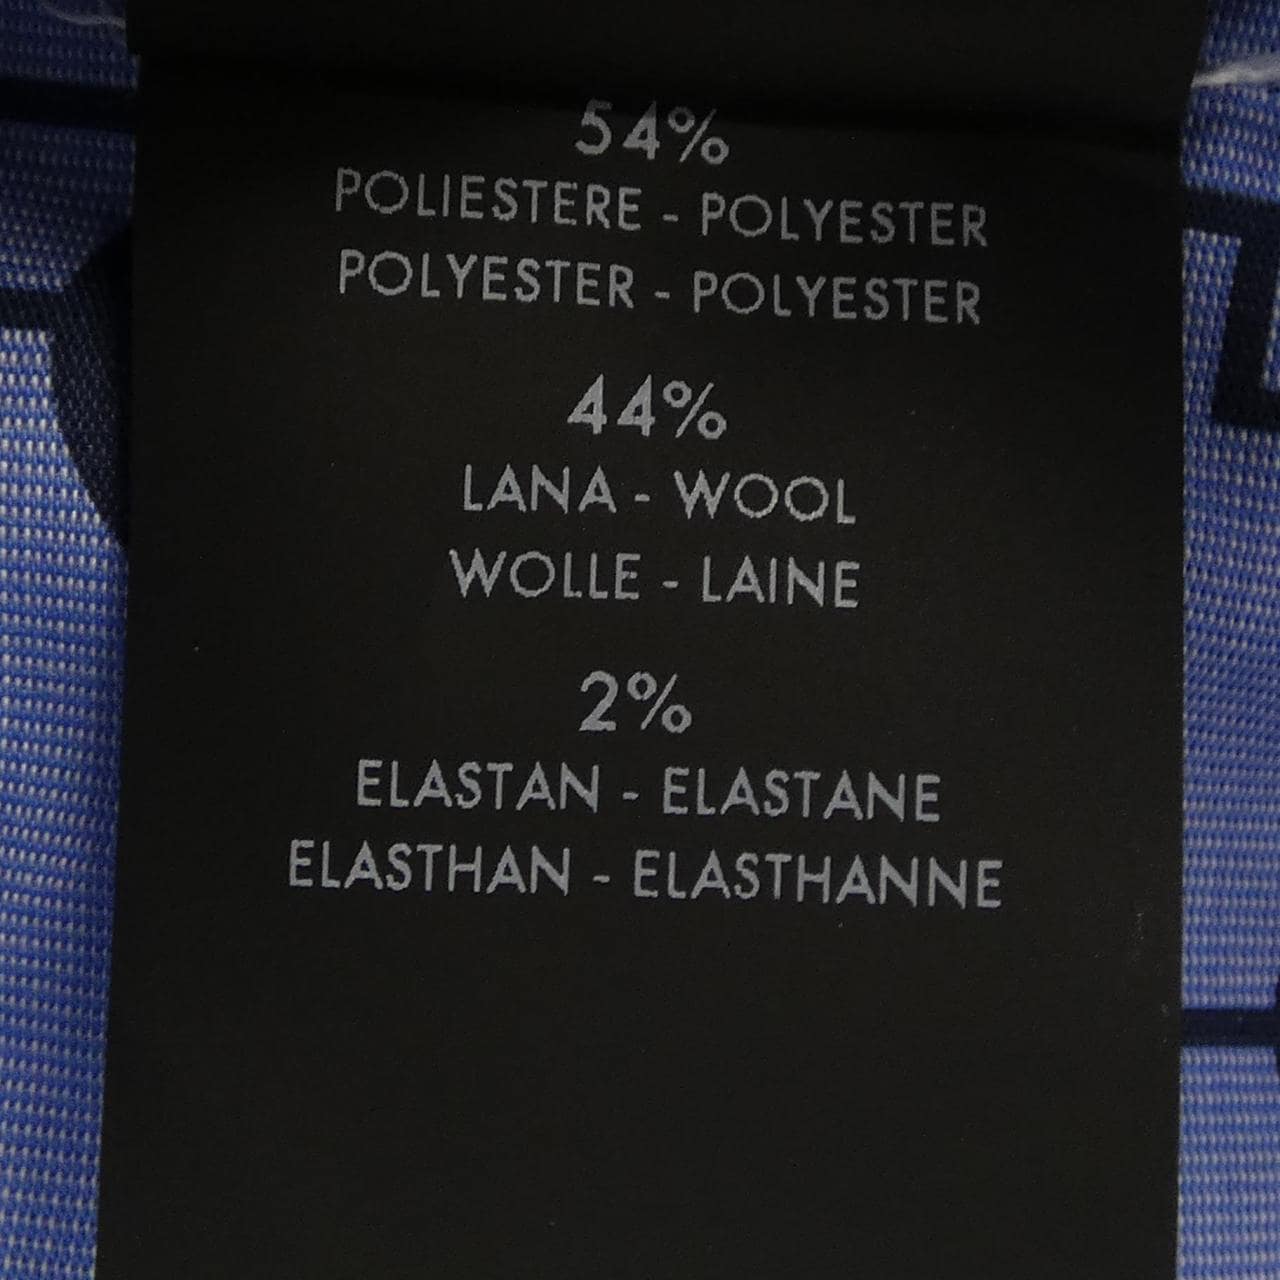 54%
POLIESTERE - POLYESTER
POLYESTER - POLYESTER
44%
LANA - WOOL
WOLLE - LAINE
2%
ELASTAN - ELASTANE
ELASTHAN - ELASTHANNE